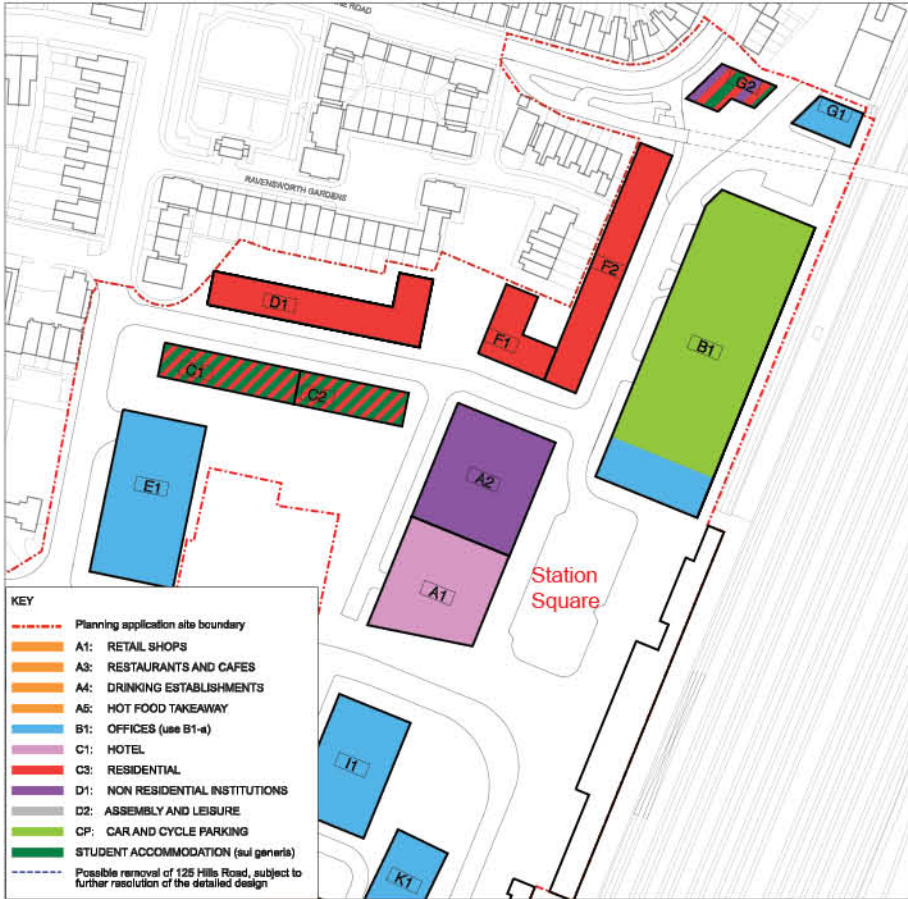 ROAD
G2
G1
RAVENSWORTH GARDENS
F2
D1
F1
B1
C1
C2
A2
E1
A1
Station
Square
KEY
Planning application site boundary
A1: RETAIL SHOPS
A3: RESTAURANTS AND CAFES
A4: DRINKING ESTABLISHMENTS
A5: HOT FOOD TAKEAWAY
B1: OFFICES (use B1-a)
C1: HOTEL
C3: RESIDENTIAL
D1: NON RESIDENTIAL INSTITUTIONS
D2: ASSEMBLY AND LEISURE
CP: CAR AND CYCLE PARKING
STUDENT ACCOMMODATION (sui generis)
Possible removal of 125 Hills Road, subject to
further resolution of the detailed design
I1
K1